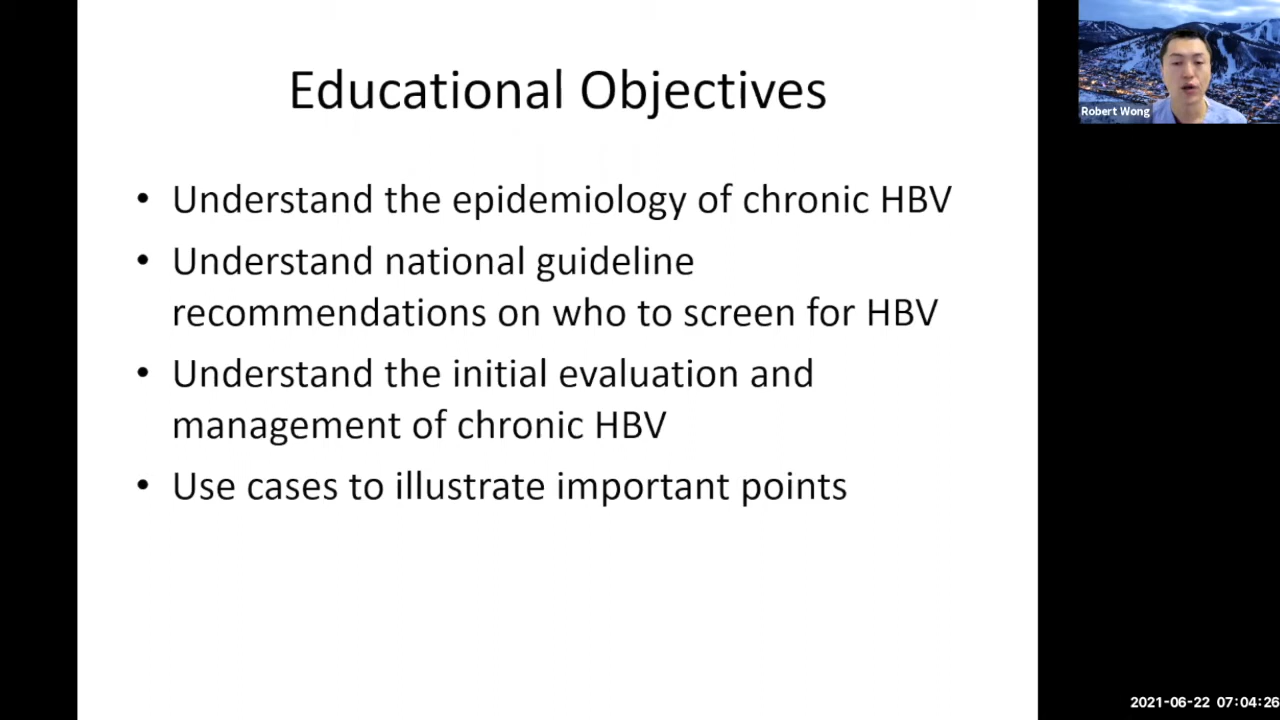 Educational Objectives
• Understand the epidemiology of chronic HBV
• Understand national guideline
recommendations on who to screen for HBV
• Understand the initial evaluation and
management of chronic HBV
• Use cases to illustrate important points
Robert Wong
2021-06-22 07:04:26